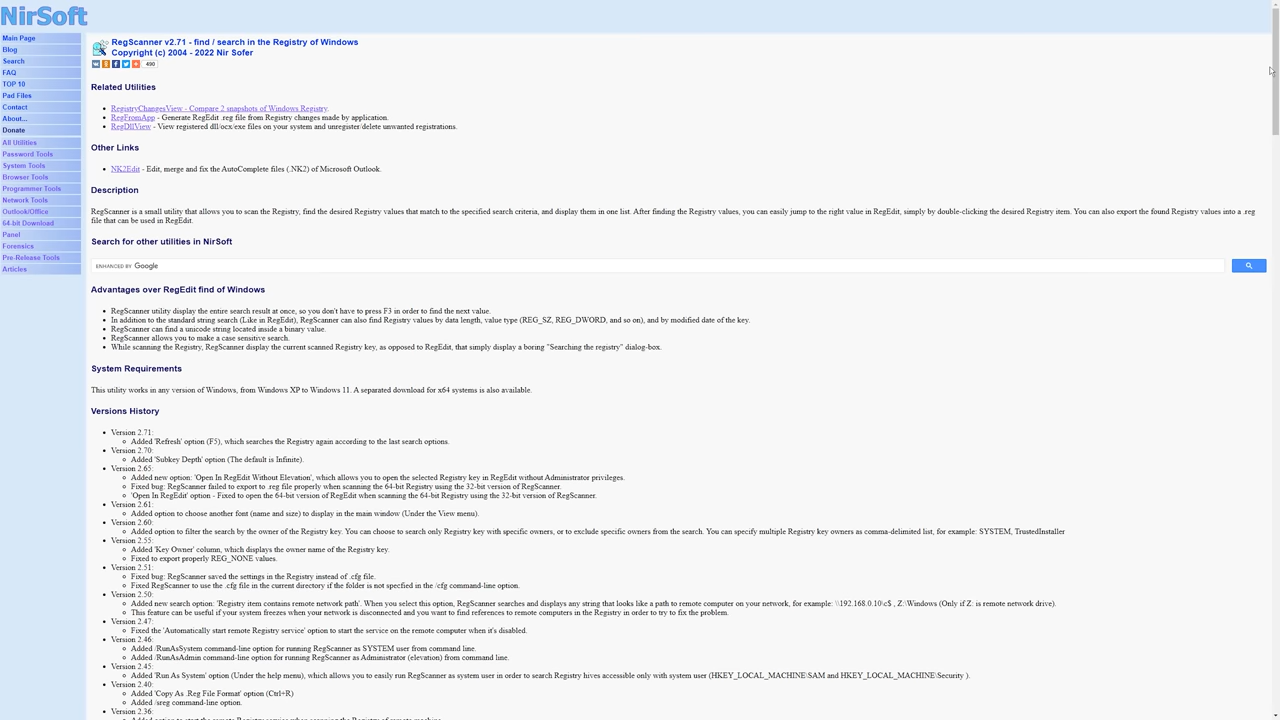 NirSoft
Main Page
Blog
Search
FAQ
TOP 10
Pad Files
Contact
About...
Donate
All Utilities
Password Tools
System Tools
Browser Tools
Programmer Tools
Network Tools
Outlook/Office
64-bit Download
Panel
Forensics
Pre-Release Tools
Articles
RegScanner v2.71 - find / search in the Registry of Windows
Copyright (c) 2004 - 2022 Nir Sofer
490
Related Utilities
RegistryChangesView - Compare 2 snapshots of Windows Registry.
RegFromApp - Generate RegEdit .reg file from Registry changes made by application.
RegDllView - View registered dll/ocx/exe files on your system and unregister/delete unwanted registrations.
Other Links
NK2Edit - Edit, merge and fix the AutoComplete files (.NK2) of Microsoft Outlook.
Description
RegScanner is a small utility that allows you to scan the Registry, find the desired Registry values that match to the specified search criteria, and display them in one list. After finding the Registry values, you can easily jump to the right value in RegEdit, simply by double-clicking the desired Registry item. You can also export the found Registry values into a .reg
file that can be used in RegEdit.
Search for other utilities in NirSoft
ENHANCED BY Google
Advantages over RegEdit find of Windows
RegScanner utility display the entire search result at once, so you don't have to press F3 in order to find the next value.
In addition to the standard string search (Like in RegEdit), RegScanner can also find Registry values by data length, value type (REG_SZ, REG_DWORD, and so on), and by modified date of the key.
RegScanner can find a unicode string located inside a binary value.
RegScanner allows you to make a case sensitive search.
While scanning the Registry, RegScanner display the current scanned Registry key, as opposed to RegEdit, that simply display a boring "Searching the registry" dialog-box.
System Requirements
This utility works in any version of Windows, from Windows XP to Windows 11. A separated download for x64 systems is also available.
Versions History
Version 2.71:
Added 'Refresh' option (F5), which searches the Registry again according to the last search options.
Version 2.70:
Added 'Subkey Depth' option (The default is Infinite).
Version 2.65:
Added new option: 'Open In RegEdit Without Elevation', which allows you to open the selected Registry key in RegEdit without Administrator privileges.
Fixed bug: RegScanner failed to export to .reg file properly when scanning the 64-bit Registry using the 32-bit version of RegScanner.
'Open In RegEdit' option - Fixed to open the 64-bit version of RegEdit when scanning the 64-bit Registry using the 32-bit version of RegScanner.
Version 2.61:
Added option to choose another font (name and size) to display in the main window (Under the View menu).
Version 2.60:
Added option to filter the search by the owner of the Registry key. You can choose to search only Registry key with specific owners, or to exclude specific owners from the search. You can specify multiple Registry key owners as comma-delimited list, for example: SYSTEM, TrustedInstaller
Version 2.55:
Added 'Key Owner' column, which displays the owner name of the Registry key.
Fixed to export properly REG_NONE values.
Version 2.51:
Fixed bug: RegScanner saved the settings in the Registry instead of .cfg file.
Fixed RegScanner to use the .cfg file in the current directory if the folder is not specfied in the /cfg command-line option.
Version 2.50:
Added new search option: 'Registry item contains remote network path'. When you select this option, RegScanner searches and displays any string that looks like a path to remote computer on your network, for example: \\192.168.0.10\c$ , Z:\Windows (Only if Z: is remote network drive).
This feature can be useful if your system freezes when your network is disconnected and you want to find references to remote computers in the Registry in order to try to fix the problem.
Version 2.47:
Fixed the 'Automatically start remote Registry service' option to start the service on the remote computer when it's disabled.
Version 2.46:
Added /RunAsSystem command-line option for running RegScanner as SYSTEM user from command line.
Added /RunAsAdmin command-line option for running RegScanner as Administrator (elevation) from command line.
Version 2.45:
Added 'Run As System' option (Under the help menu), which allows you to easily run RegScanner as system user in order to search Registry hives accessible only with system user (HKEY_LOCAL_MACHINE\SAM and HKEY_LOCAL_MACHINE\Security ).
Version 2.40:
Added 'Copy As .Reg File Format' option (Ctrl+R)
Added /sreg command-line option.
Version 2.36: